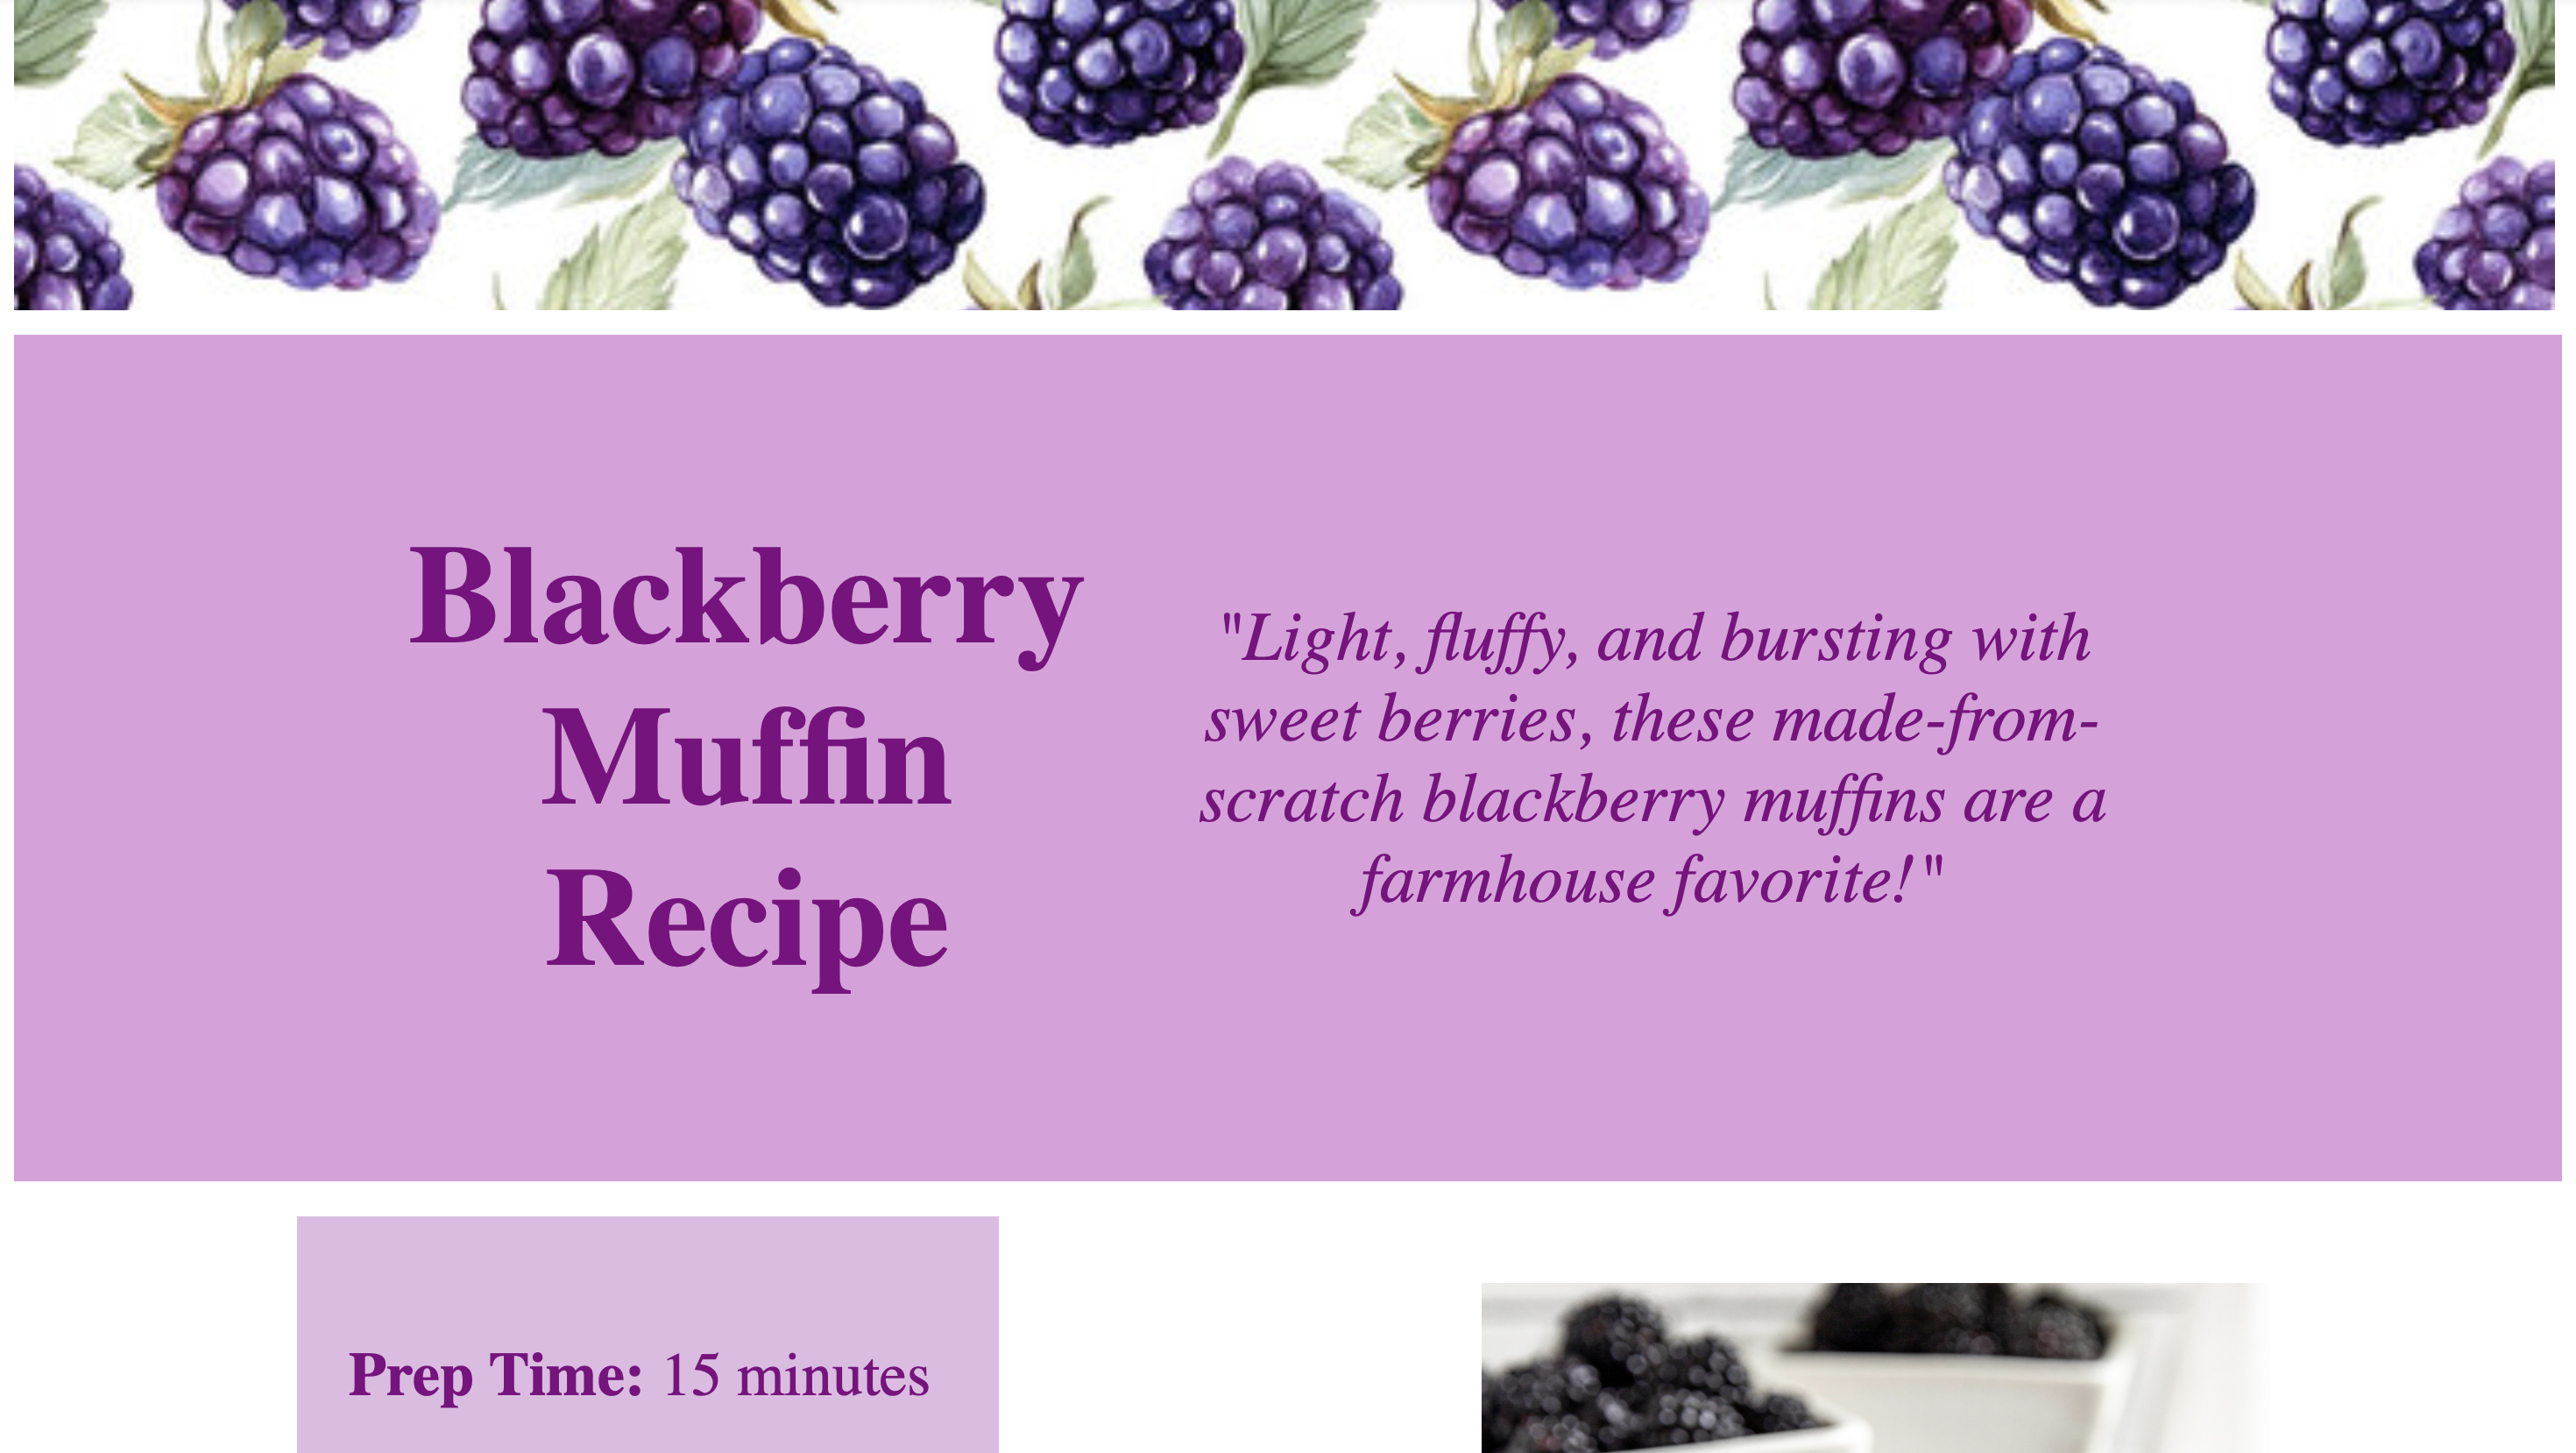 Blackberry
Muffin
Recipe
"Light, fluffy, and bursting with
sweet berries, these made-from-
scratch blackberry muffins are a
farmhouse favorite!"
Prep Time: 15 minutes